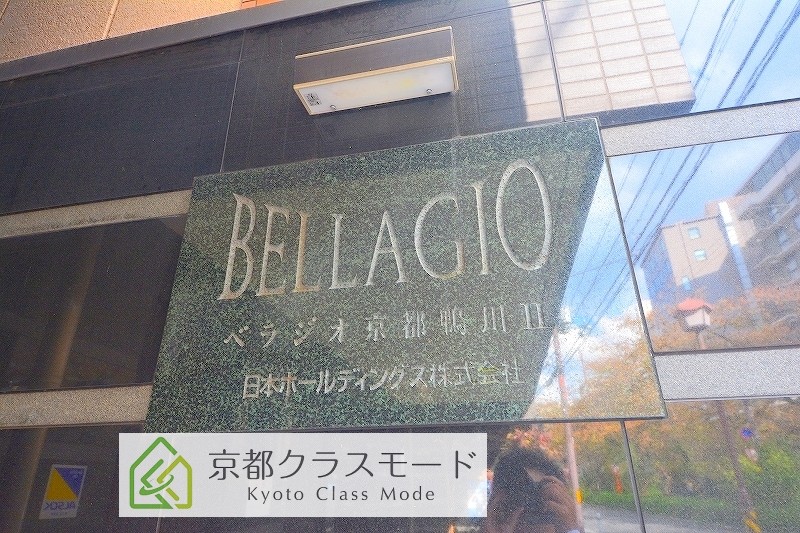 BELLAGIO
ベラジオ京都鴨川II
日本ホールディングス株式会社
京都クラスモード
Kyoto Class Mode
ALSOK